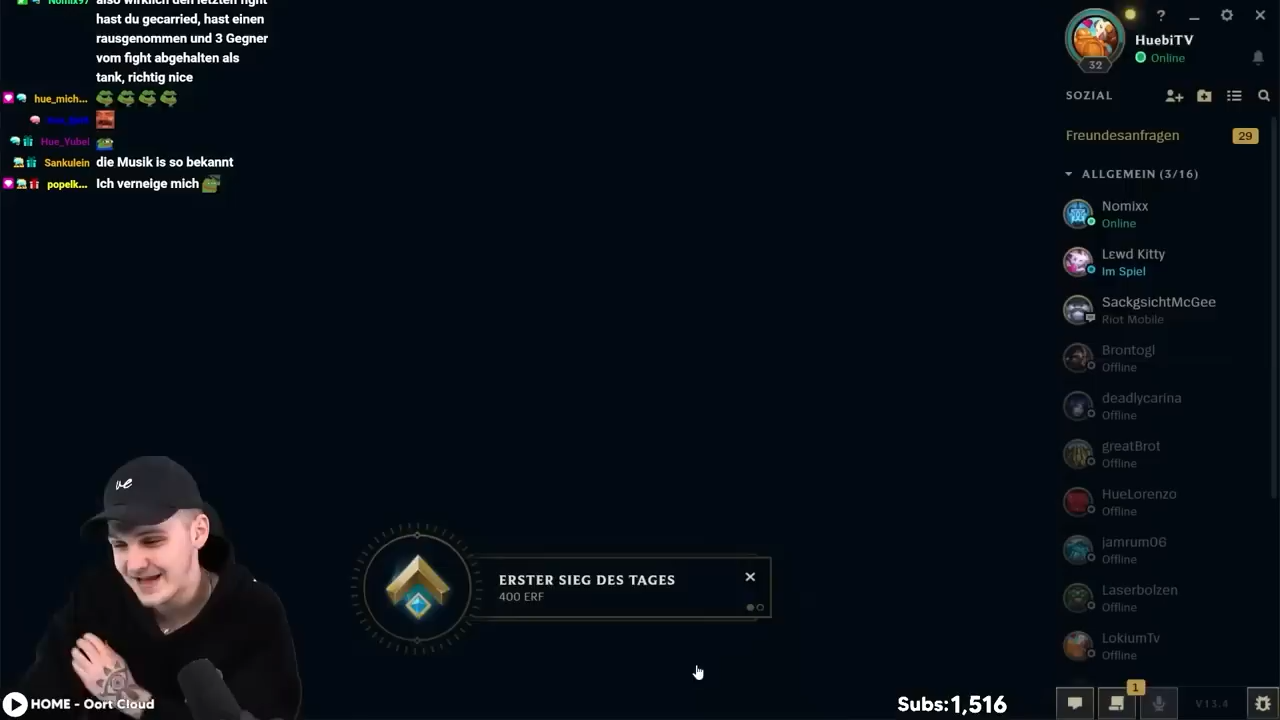 also wirklich den letzten fight
hast du gecarried, hast einen
rausgenommen und 3 Gegner
vom fight abgehalten als
tank, richtig nice
hue_mich...
Hue_Yubel
Sankulein die Musik is so bekannt
popelk... Ich verneige mich
ve
ERSTER SIEG DES TAGES
400 ERF
HOME - Oort Cloud
Subs: 1,516
32
HuebiTV
Online
SOZIAL
Freundesanfragen 29
ALLGEMEIN (3/16)
Nomixx
Online
Lɛwd Kitty
Im Spiel
SackgsichtMcGee
Riot Mobile
Brontogl
Offline
deadlycarina
Offline
greatBrot
Offline
HueLorenzo
Offline
jamrum06
Offline
Laserbolzen
Offline
LokiumTv
Offline
1
V13.4